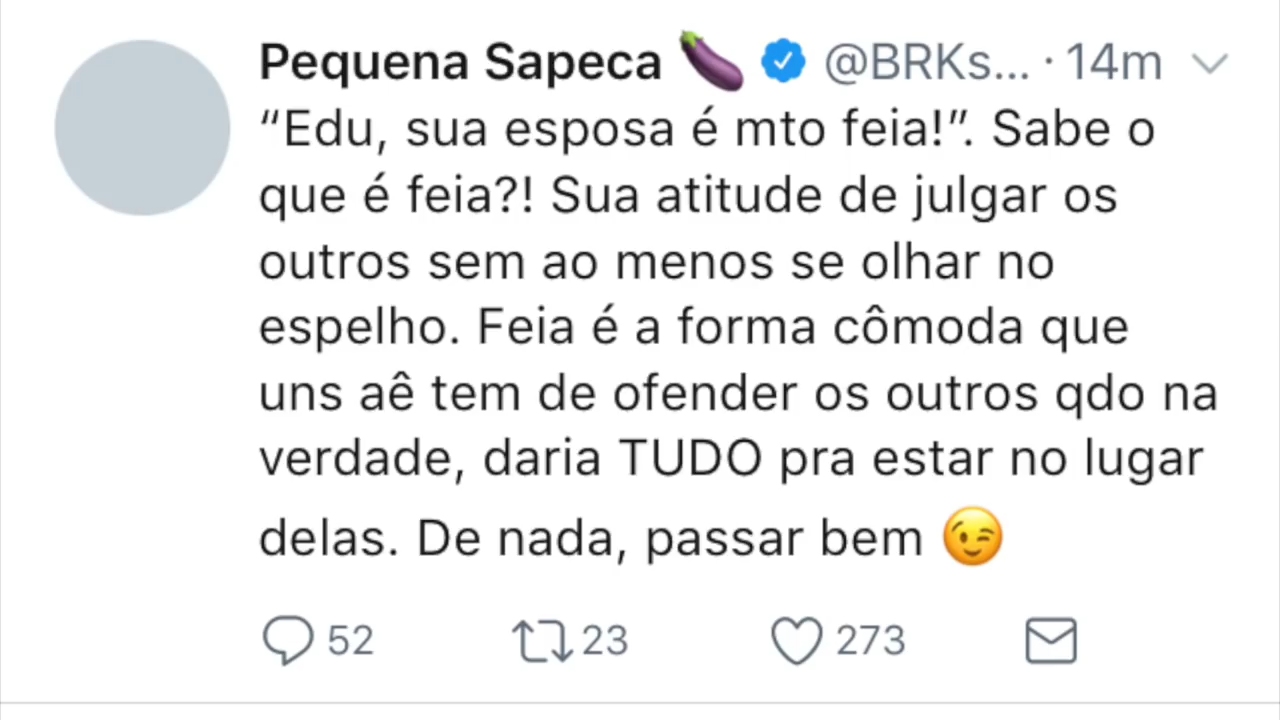 Pequena Sapeca 🍆 @BRKs... · 14m
“Edu, sua esposa é mto feia!”. Sabe o
que é feia?! Sua atitude de julgar os
outros sem ao menos se olhar no
espelho. Feia é a forma cômoda que
uns aê tem de ofender os outros qdo na
verdade, daria TUDO pra estar no lugar
delas. De nada, passar bem 😉
52 23 273